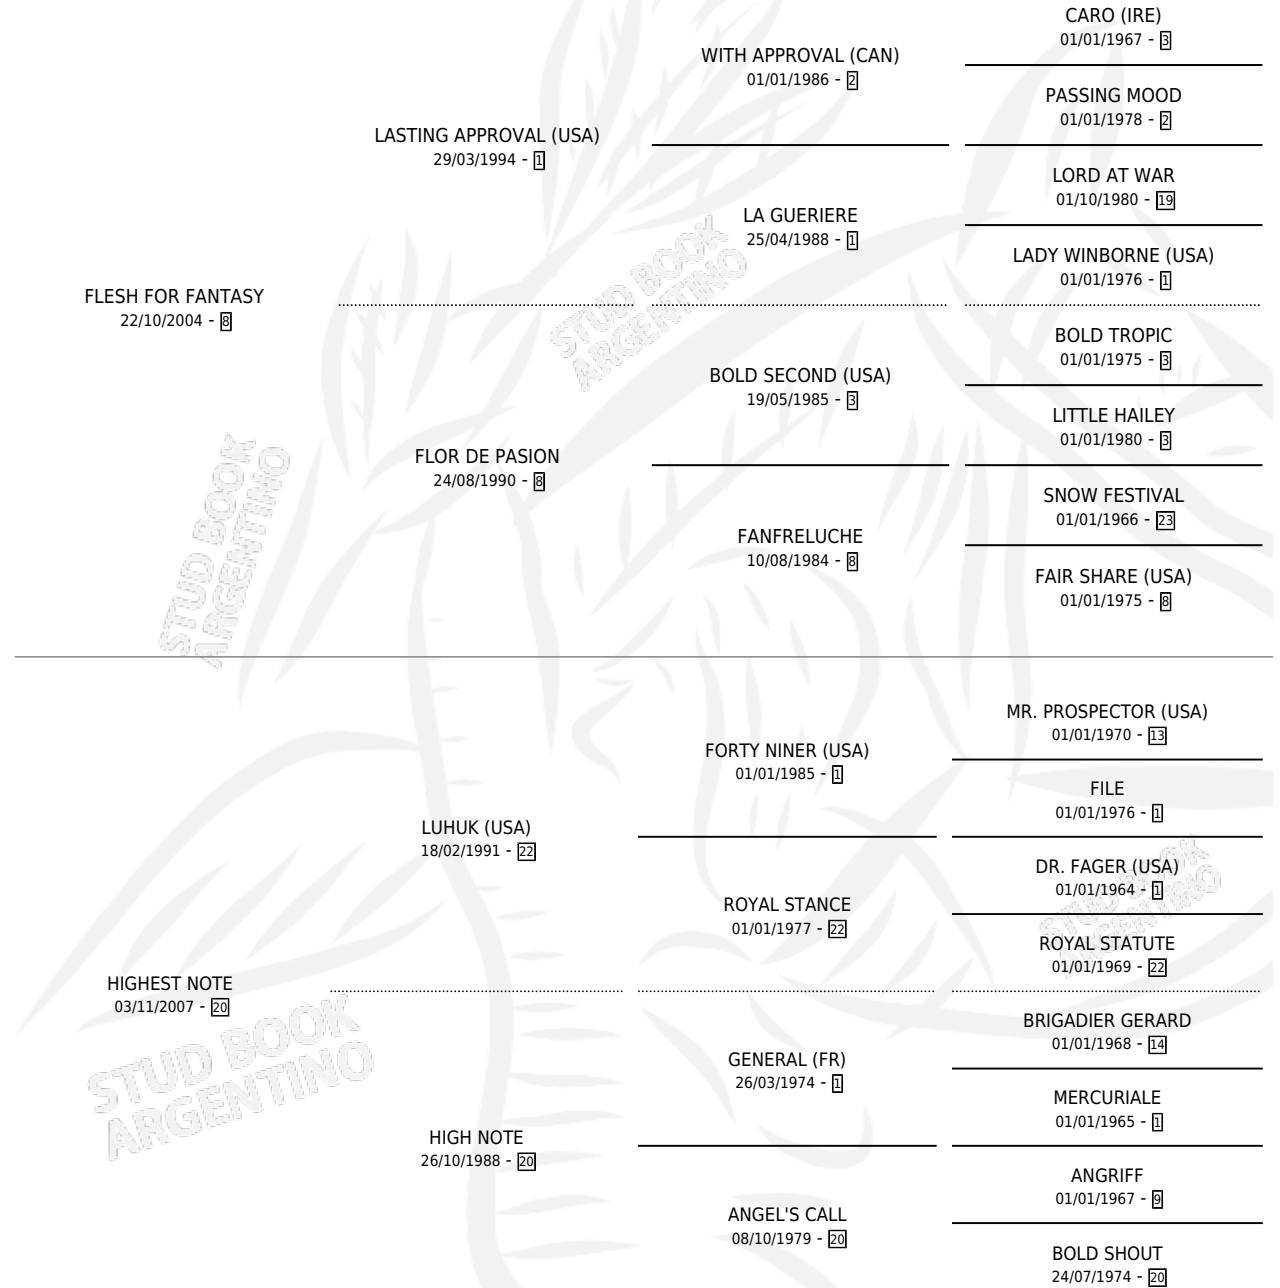 CARO (IRE)
01/01/1967 - 3
WITH APPROVAL (CAN)
01/01/1986 - 2
PASSING MOOD
01/01/1978 - 2
LASTING APPROVAL (USA)
29/03/1994 - 1
LORD AT WAR
01/10/1980 - 19
LA GUERIERE
25/04/1988 - 1
LADY WINBORNE (USA)
01/01/1976 - 1
FLESH FOR FANTASY
22/10/2004 - 8
BOLD TROPIC
01/01/1975 - 3
BOLD SECOND (USA)
19/05/1985 - 3
LITTLE HAILEY
01/01/1980 - 3
FLOR DE PASION
24/08/1990 - 8
SNOW FESTIVAL
01/01/1966 - 23
FANFRELUCHE
10/08/1984 - 8
FAIR SHARE (USA)
01/01/1975 - 8
STUD BOOK
ARGENTINO
STUD BOOK
ARGENTINO
MR. PROSPECTOR (USA)
01/01/1970 - 13
FORTY NINER (USA)
01/01/1985 - 1
FILE
01/01/1976 - 1
LUHUK (USA)
18/02/1991 - 22
DR. FAGER (USA)
01/01/1964 - 1
ROYAL STANCE
01/01/1977 - 22
ROYAL STATUTE
01/01/1969 - 22
HIGHEST NOTE
03/11/2007 - 20
BRIGADIER GERARD
01/01/1968 - 14
GENERAL (FR)
26/03/1974 - 1
MERCURIALE
01/01/1965 - 1
HIGH NOTE
26/10/1988 - 20
ANGRIFF
01/01/1967 - 9
ANGEL'S CALL
08/10/1979 - 20
BOLD SHOUT
24/07/1974 - 20
STUD BOOK
ARGENTINO
STUD BOOK
ARGENTINO